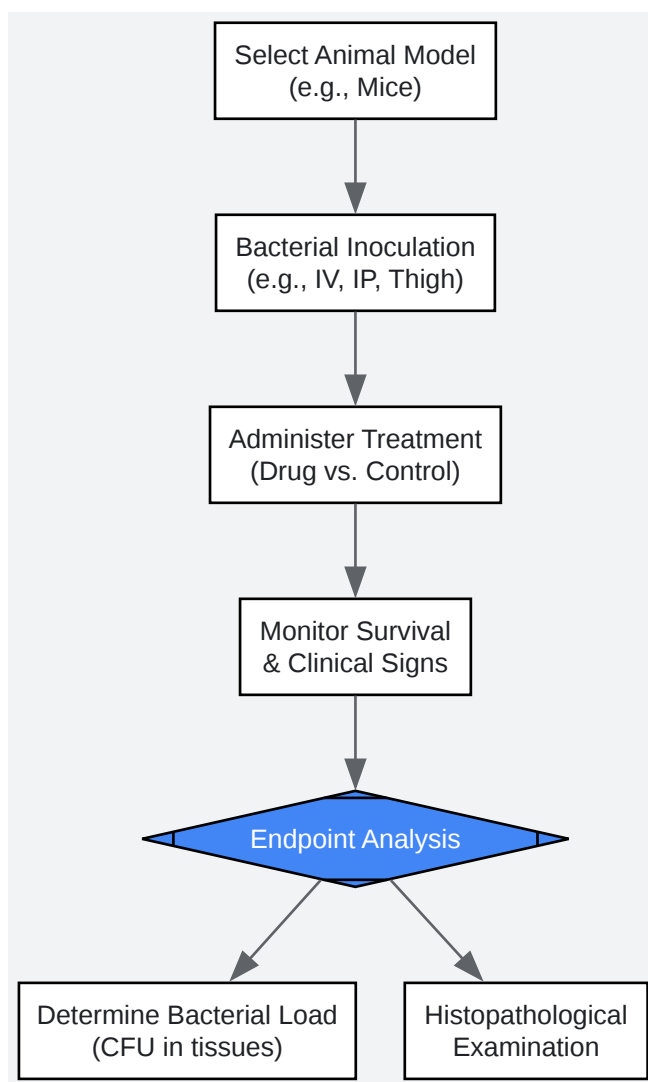 Select Animal Model
(e.g., Mice)
Bacterial Inoculation
(e.g., IV, IP, Thigh)
Administer Treatment
(Drug vs. Control)
Monitor Survival
& Clinical Signs
Endpoint Analysis
Determine Bacterial Load
(CFU in tissues)
Histopathological
Examination